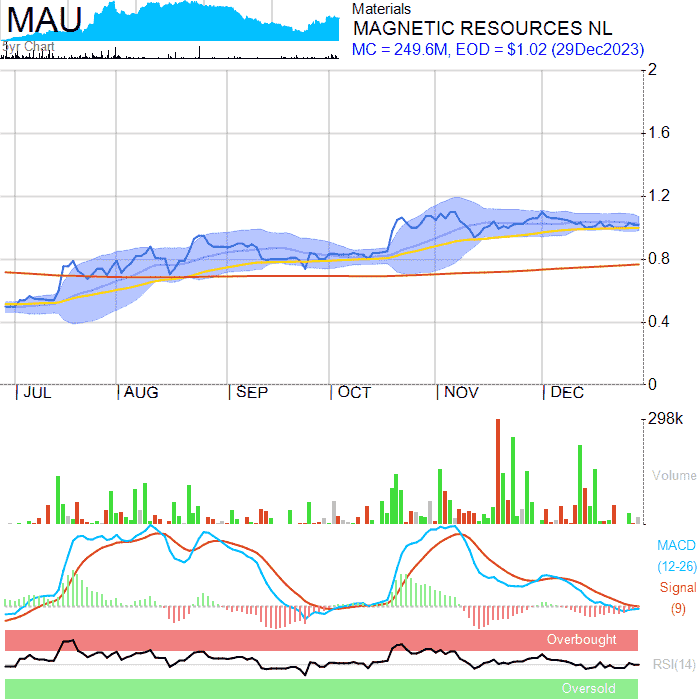 MAU
5yr Chart
Materials
MAGNETIC RESOURCES NL
MC = 249.6M, EOD = $1.02 (29Dec2023)
2
1.6
1.2
0.8
0.4
0
JUL AUG SEP OCT NOV DEC
298k
Volume
MACD
(12-26)
Signal
(9)
Overbought
RSI(14)
Oversold